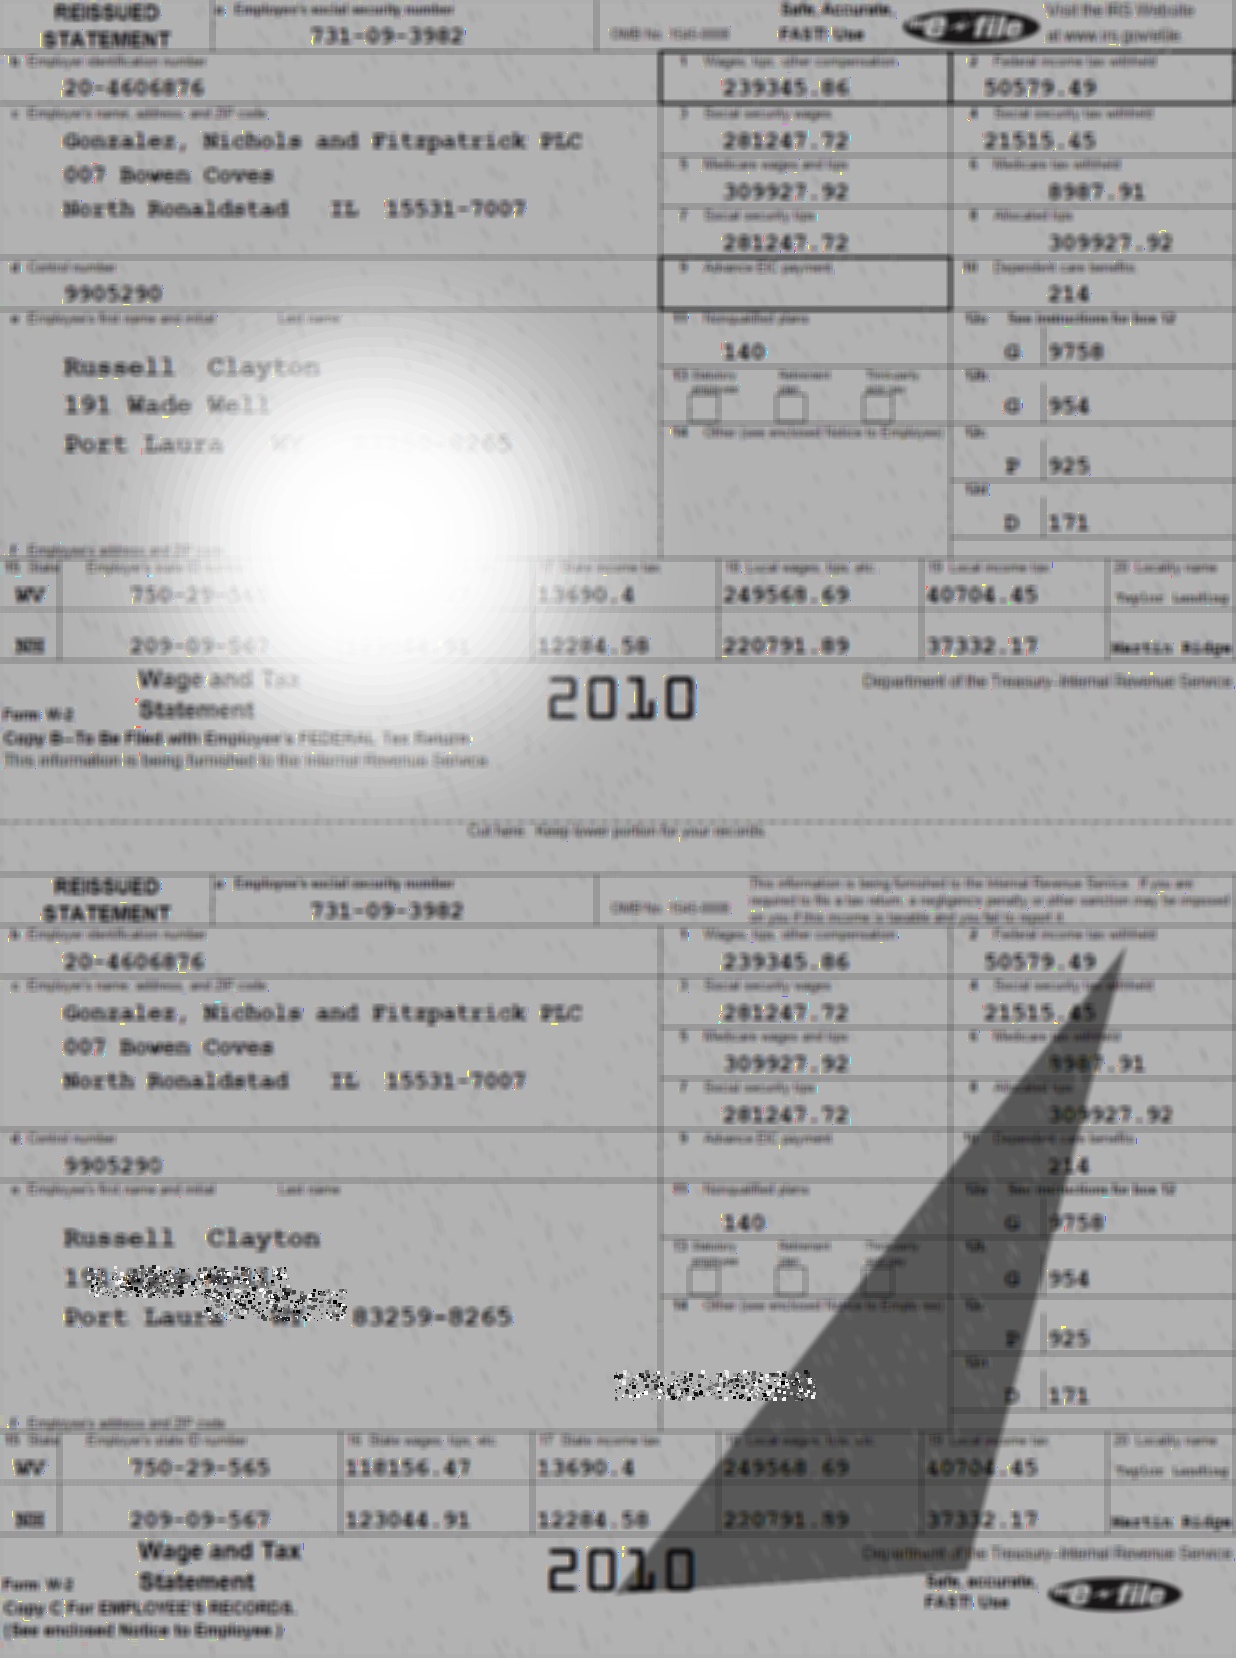 REISSUED STATEMENT
a Employee's social security number
731-09-3982
OMB No. 1545-0008
Safe, Accurate, FAST! Use
e file
Visit the IRS Website at www.irs.gov/efile
b Employer identification number
20-4606876
1 Wages, tips, other compensation
239345.86
2 Federal income tax withheld
50579.49
c Employer's name, address, and ZIP code
Gonzalez, Nichols and Fitzpatrick PLC
007 Bowen Coves
North Ronaldstad IL 15531-7007
3 Social security wages
281247.72
4 Social security tax withheld
21515.45
5 Medicare wages and tips
309927.92
6 Medicare tax withheld
8987.91
7 Social security tips
281247.72
8 Allocated tips
309927.92
d Control number
9905290
9 Advance EIC payment
10 Dependent care benefits
214
e Employee's first name and initial Last name
Russell Clayton
191 Wade Well
Port Laura 8265
11 Nonqualified plans
140
12a See instructions for box 12
G 9758
13 Statutory employee Retirement plan Third-party sick pay
12b
G 954
14 Other (see enclosed Notice to Employee)
12c
P 925
12d
D 171
f Employee's address and ZIP code
15 State Employer's state ID number 17 State income tax 18 Local wages, tips, etc. 19 Local income tax 20 Locality name
WV 750-29-565 13690.4 249568.69 40704.45 Taylor Landing
NH 209-09-567 123044.91 12284.58 220791.89 37332.17 Martin Ridge
Form W-2 Wage and Tax Statement 2010 Department of the Treasury-Internal Revenue Service
Copy B—To Be Filed with Employee's FEDERAL Tax Return
This information is being furnished to the Internal Revenue Service.
Cut here. Keep lower portion for your records.
REISSUED STATEMENT
a Employee's social security number
731-09-3982
OMB No. 1545-0008
This information is being furnished to the Internal Revenue Service. If you are
required to file a tax return, a negligence penalty or other sanction may be imposed
on you if this income is taxable and you fail to report it.
b Employer identification number
20-4606876
1 Wages, tips, other compensation
239345.86
2 Federal income tax withheld
50579.49
c Employer's name, address, and ZIP code
Gonzalez, Nichols and Fitzpatrick PLC
007 Bowen Coves
North Ronaldstad IL 15531-7007
3 Social security wages
281247.72
4 Social security tax withheld
21515.45
5 Medicare wages and tips
309927.92
6 Medicare tax withheld
8987.91
7 Social security tips
281247.72
8 Allocated tips
309927.92
d Control number
9905290
9 Advance EIC payment
10 Dependent care benefits
214
e Employee's first name and initial Last name
Russell Clayton
Port Laura 83259-8265
11 Nonqualified plans
140
12a See instructions for box 12
G 9758
13 Statutory employee Retirement plan Third-party sick pay
12b
G 954
14 Other (see enclosed Notice to Employee)
12c
P 925
12d
D 171
f Employee's address and ZIP code
15 State Employer's state ID number 16 State wages, tips, etc. 17 State income tax 18 Local wages, tips, etc. 19 Local income tax 20 Locality name
WV 750-29-565 118156.47 13690.4 249568.69 40704.45 Taylor Landing
NH 209-09-567 123044.91 12284.58 220791.89 37332.17 Martin Ridge
Form W-2 Wage and Tax Statement 2010 Department of the Treasury-Internal Revenue Service
Copy C For EMPLOYEE'S RECORDS.
(See enclosed Notice to Employee.)
Safe, accurate, FAST! Use
e file